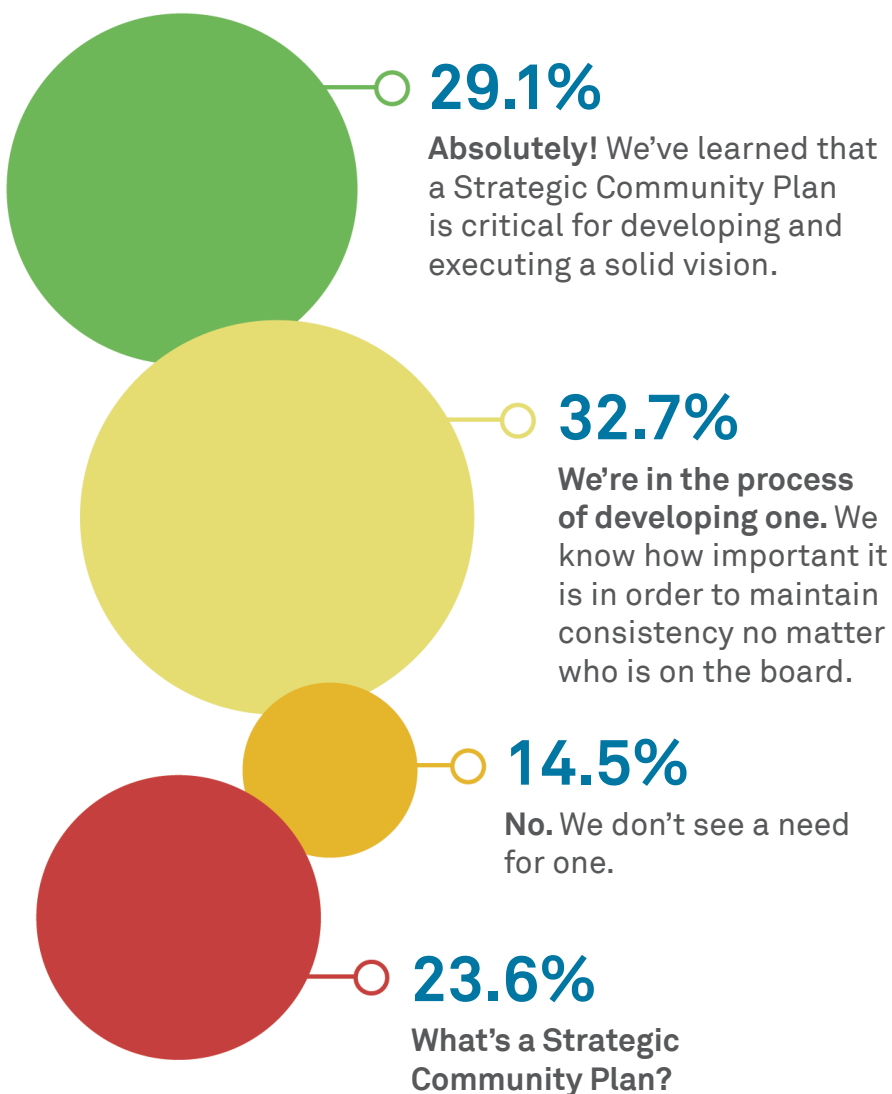 29.1%
Absolutely! We’ve learned that
a Strategic Community Plan
is critical for developing and
executing a solid vision.
32.7%
We’re in the process
of developing one. We
know how important it
is in order to maintain
consistency no matter
who is on the board.
14.5%
No. We don’t see a need
for one.
23.6%
What’s a Strategic
Community Plan?